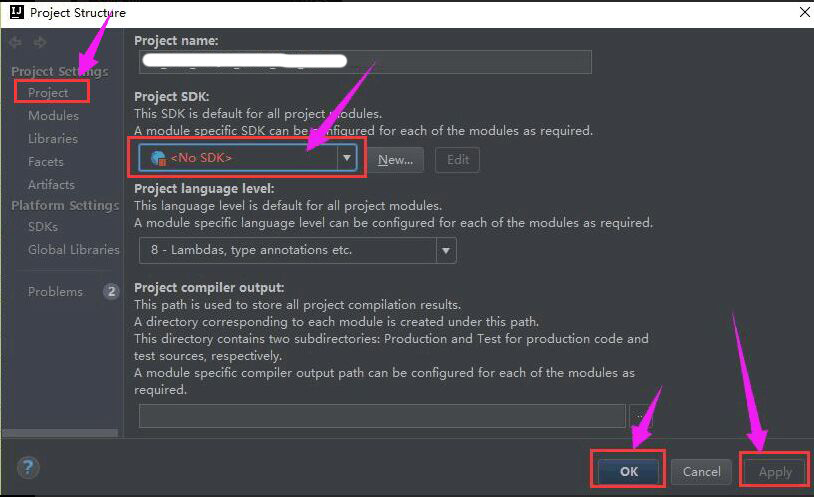 IJ Project Structure
Project name:
Project Settings
Project
Modules
Libraries
Facets
Artifacts
Platform Settings
SDKs
Global Libraries
Problems 2
Project SDK:
This SDK is default for all project modules.
A module specific SDK can be configured for each of the modules as required.
<No SDK> New... Edit
Project language level:
This language level is default for all project modules.
A module specific language level can be configured for each of the modules as required.
8 - Lambdas, type annotations etc.
Project compiler output:
This path is used to store all project compilation results.
A directory corresponding to each module is created under this path.
This directory contains two subdirectories: Production and Test for production code and
test sources, respectively.
A module specific compiler output path can be configured for each of the modules as
required.
...
? OK Cancel Apply